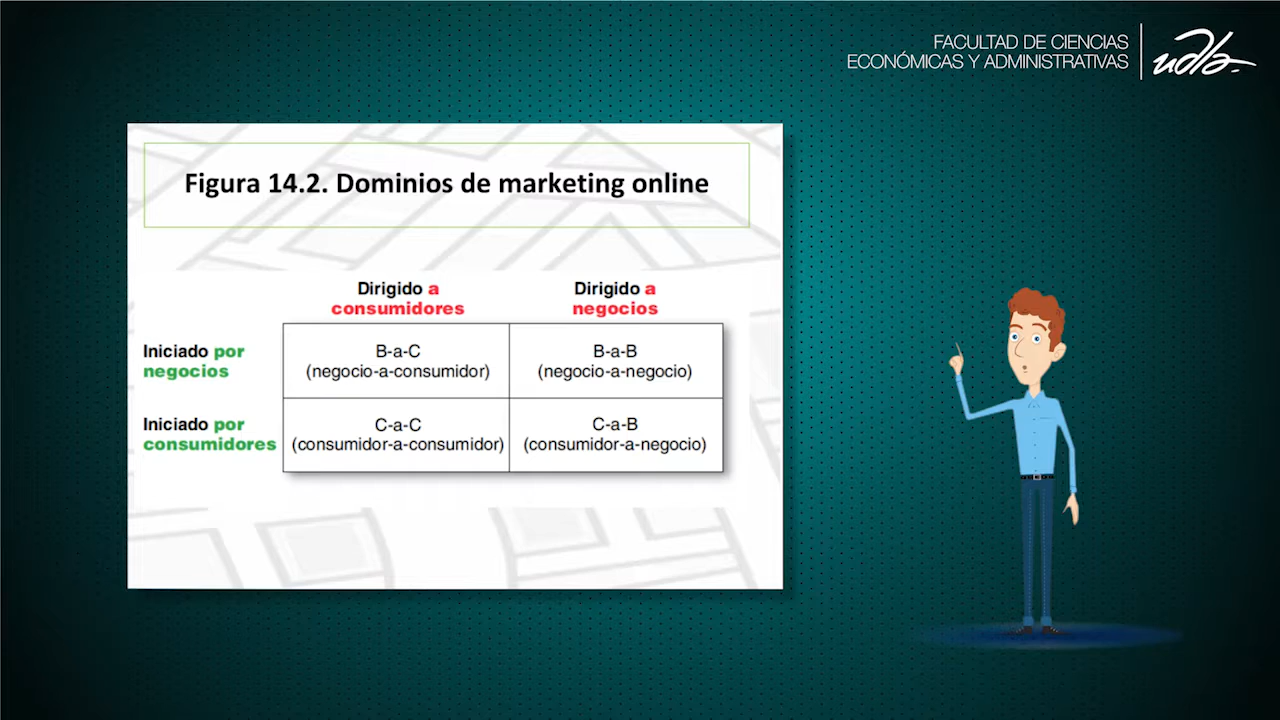 FACULTAD DE CIENCIAS
ECONÓMICAS Y ADMINISTRATIVAS
udla-
Figura 14.2. Dominios de marketing online
Dirigido a consumidores
Dirigido a negocios
Iniciado por negocios
B-a-C
(negocio-a-consumidor)
B-a-B
(negocio-a-negocio)
Iniciado por consumidores
C-a-C
(consumidor-a-consumidor)
C-a-B
(consumidor-a-negocio)